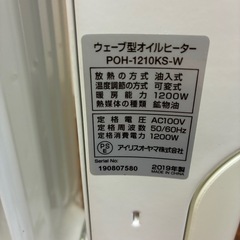 ウェーブ型オイルヒーター
POH-1210KS-W
放熱の方式 油入式
温度調節の方式 可変式
暖房能力 1200W
熱媒体の種類 鉱物油
定格電圧 AC100V
定格周波数 50/60Hz
定格消費電力 1200W
PSE アイリスオーヤマ株式会社
190807580
2019年製
MADE IN CHINA